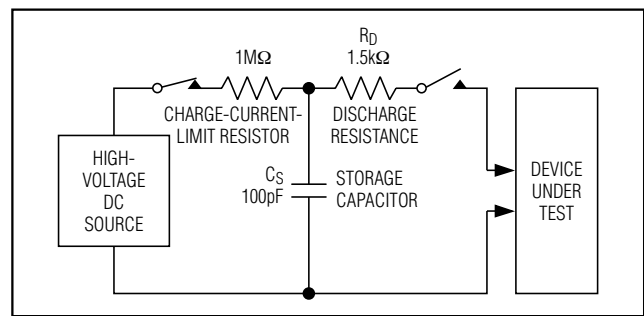 1MΩ
CHARGE-CURRENT-
LIMIT RESISTOR
RD
1.5kΩ
DISCHARGE
RESISTANCE
HIGH-
VOLTAGE
DC
SOURCE
CS
100pF
STORAGE
CAPACITOR
DEVICE
UNDER
TEST